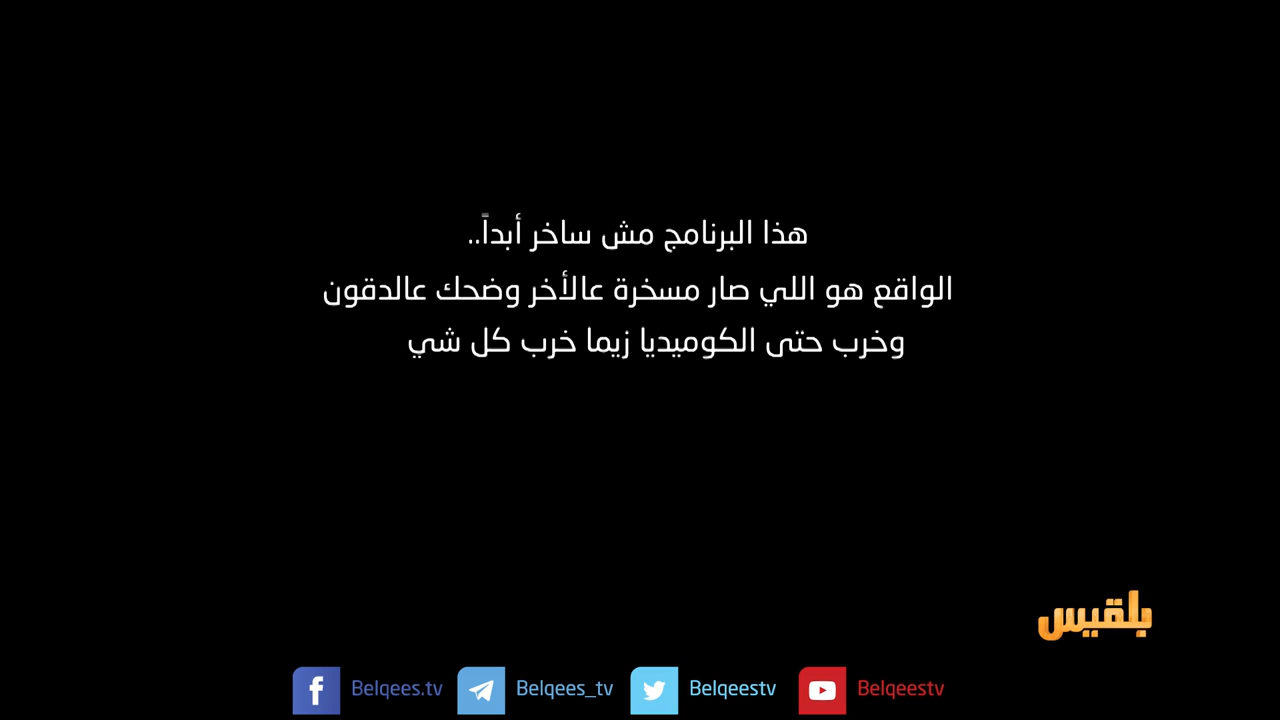 هذا البرنامج مش ساخر أبداً..
الواقع هو اللي صار مسخرة عالأخر وضحك عالدقون
وخرب حتى الكوميديا زيما خرب كل شي
بلقيس
Belqees.tv Belqees_tv Belqeestv Belqeestv